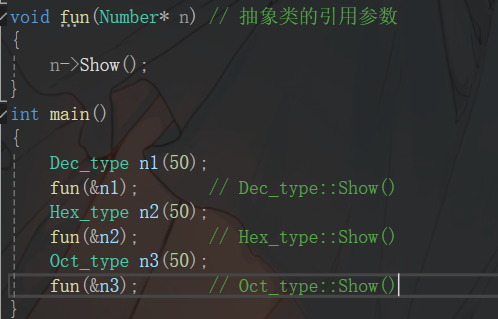 void fun(Number* n) // 抽象类的引用参数
{
n->Show();
}
int main()
{
Dec_type n1(50);
fun(&n1); // Dec_type::Show()
Hex_type n2(50);
fun(&n2); // Hex_type::Show()
Oct_type n3(50);
fun(&n3); // Oct_type::Show()
}